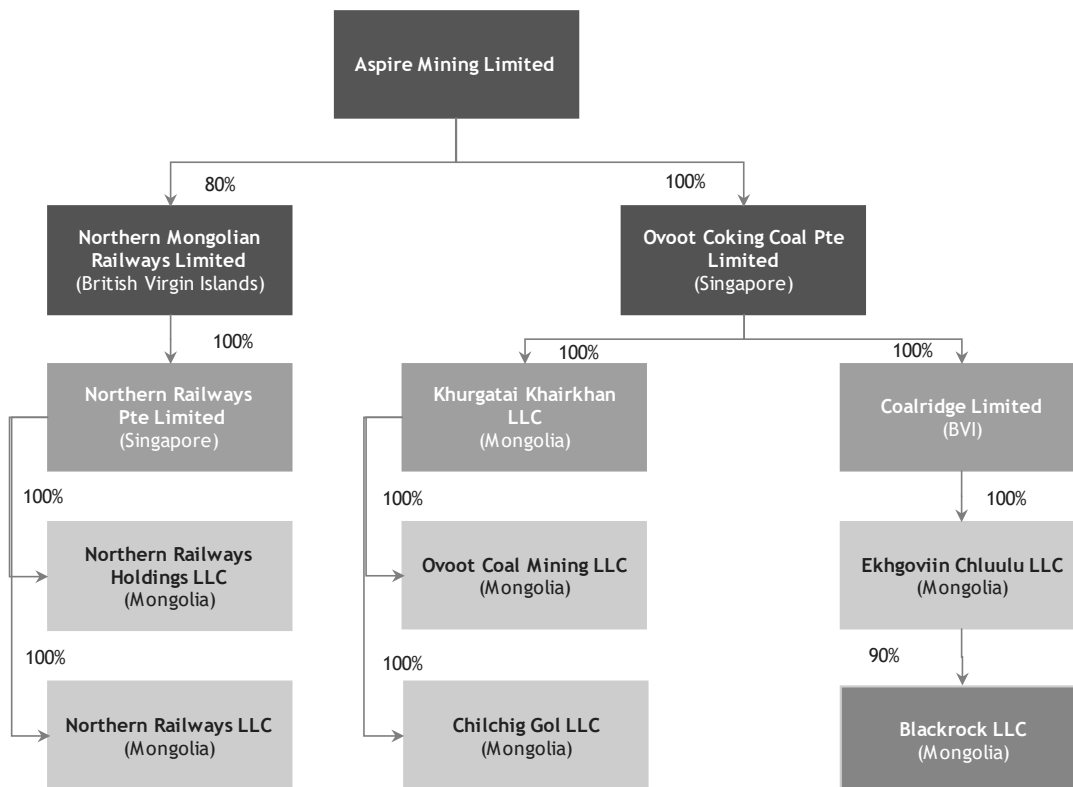 Aspire Mining Limited
80%
100%
Northern Mongolian
Railways Limited
(British Virgin Islands)
Ovoot Coking Coal Pte
Limited
(Singapore)
100%
100%
100%
Northern Railways
Pte Limited
(Singapore)
Khurgatai Khairkhan
LLC
(Mongolia)
Coalridge Limited
(BVI)
100%
100%
100%
Northern Railways
Holdings LLC
(Mongolia)
Ovoot Coal Mining LLC
(Mongolia)
Ekhgoviin Chluulu LLC
(Mongolia)
100%
100%
90%
Northern Railways LLC
(Mongolia)
Chilchig Gol LLC
(Mongolia)
Blackrock LLC
(Mongolia)